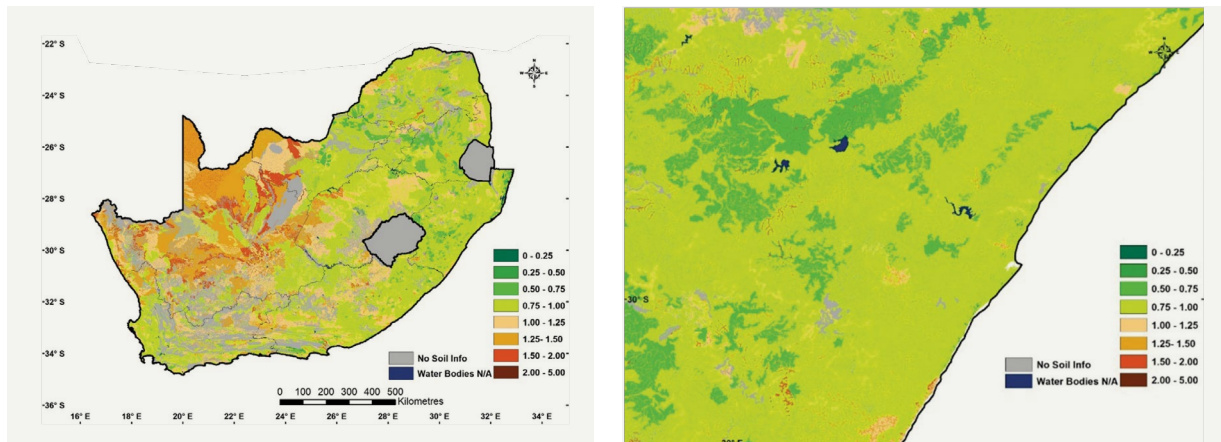 22° S
24° S
26° S
28° S
30° S
32° S
34° S
36° S
0 - 0.25
0.25 - 0.50
0.50 - 0.75
0.75 - 1.00
1.00 - 1.25
1.25- 1.50
1.50 - 2.00
2.00 - 5.00
No Soil Info
Water Bodies N/A
0 100 200 300 400 500
Kilometres
16° E 18° E 20° E 22° E 24° E 26° E 28° E 30° E 32° E 34° E
30° S
0 - 0.25
0.25 - 0.50
0.50 - 0.75
0.75 - 1.00
1.00 - 1.25
1.25- 1.50
1.50 - 2.00
2.00 - 5.00
No Soil Info
Water Bodies N/A